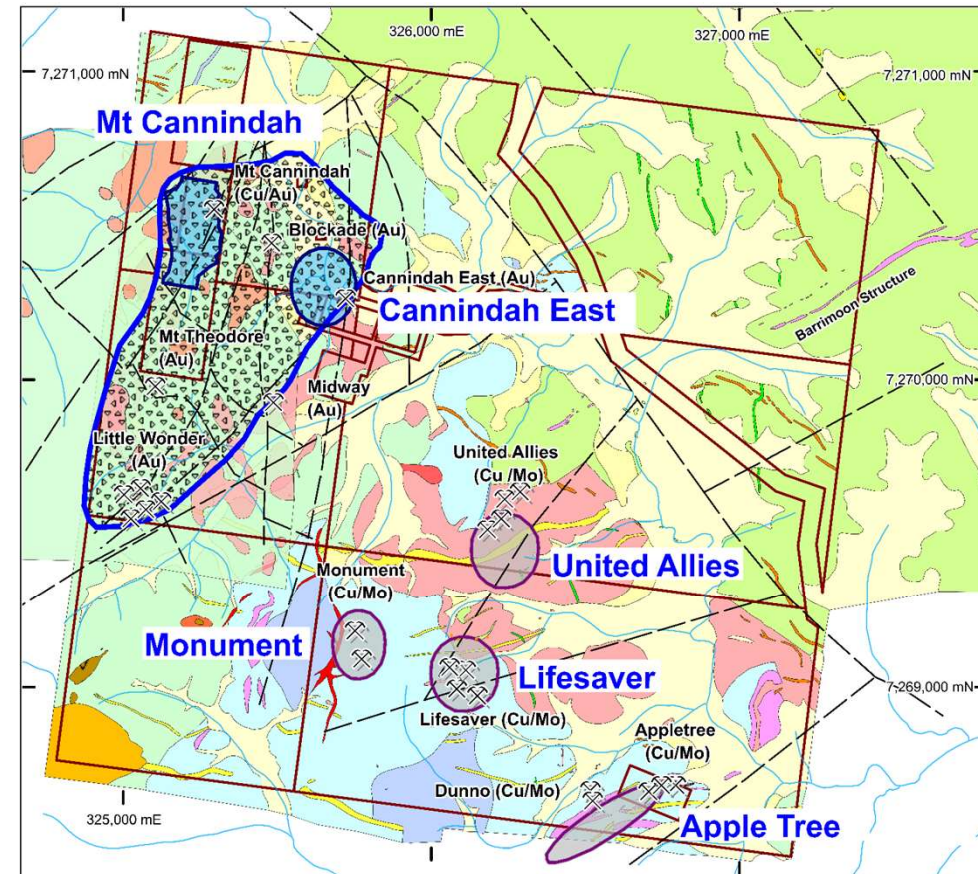 326,000 mE
327,000 mE
7,271,000 mN
7,271,000 mN
Mt Cannindah
Mt Cannindah
(Cu/Au)
Blockade (Au)
Cannindah East (Au)
Cannindah East
Barrimoon Structure
Mt Theodore
(Au)
Midway
(Au)
7,270,000 mN
Little Wonder
(Au)
United Allies
(Cu /Mo)
United Allies
Monument
(Cu/Mo)
Monument
Lifesaver
7,269,000 mN
Lifesaver (Cu/Mo)
Appletree
(Cu/Mo)
Dunno (Cu/Mo)
325,000 mE
Apple Tree